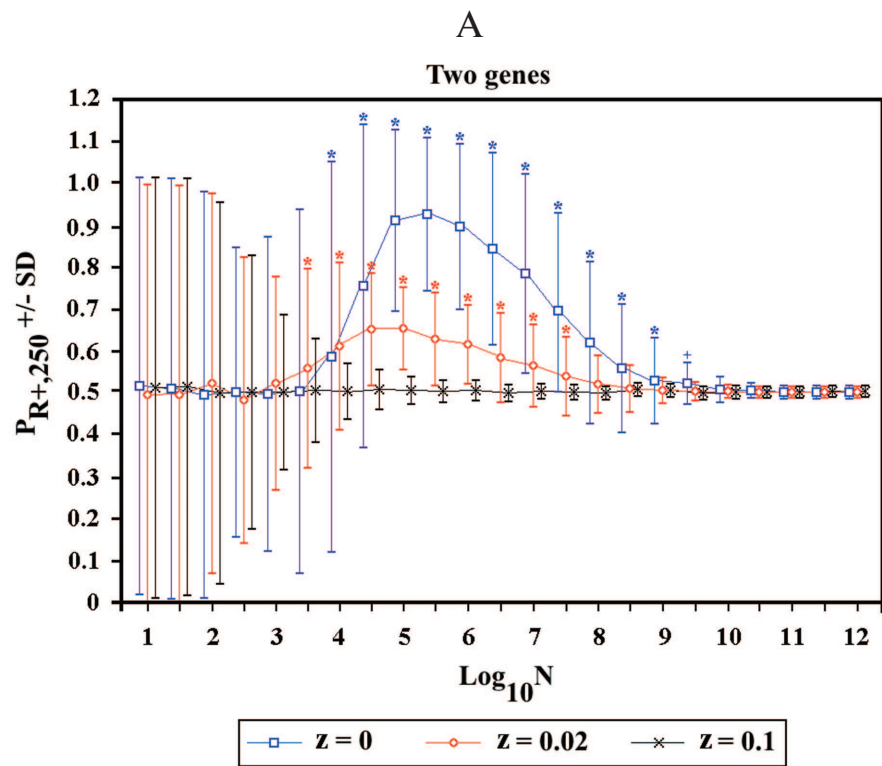 A
Two genes
P_R+,250 +/- SD
1.2
1.1
1.0
0.9
0.8
0.7
0.6
0.5
0.4
0.3
0.2
0.1
0
* * * * * * * * * * * +
* * * * * * * * *
1 2 3 4 5 6 7 8 9 10 11 12
Log10N
z = 0 z = 0.02 z = 0.1